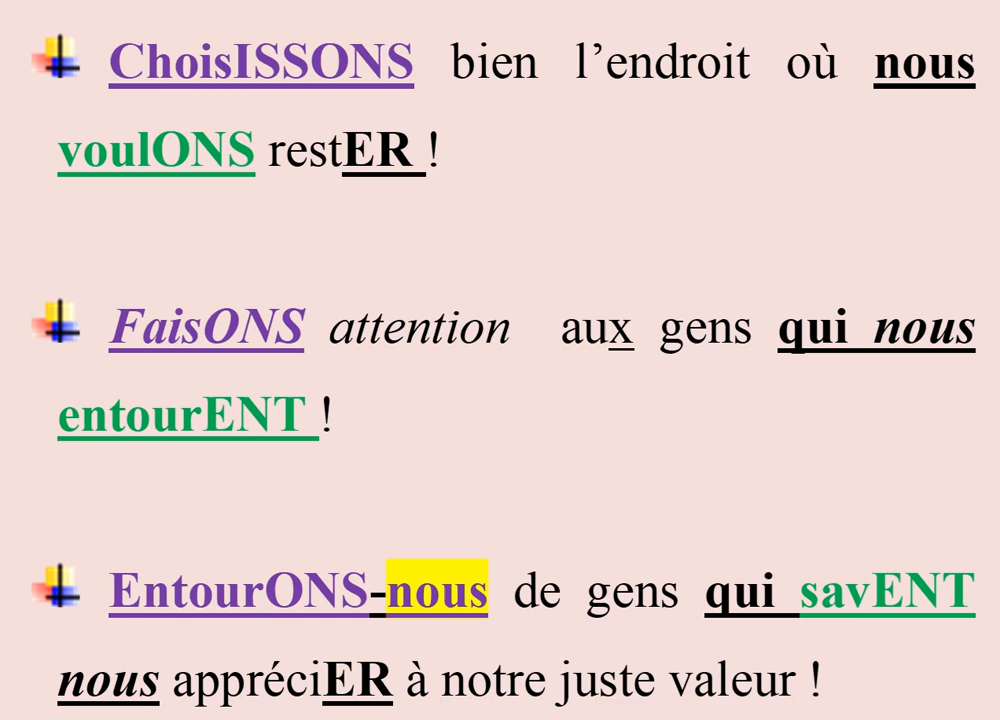 ChoisISSONS bien l’endroit où nous
voulONS restER !
FaisONS attention aux gens qui nous
entourENT !
EntourONS-nous de gens qui savENT
nous appréciER à notre juste valeur !